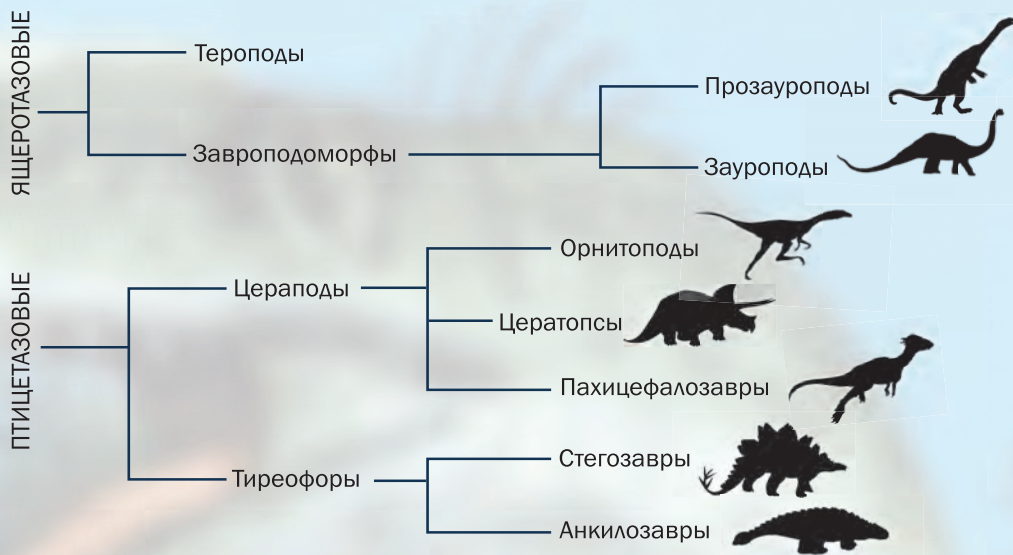 ЯЩЕРОТАЗОВЫЕ
Тероподы
Завроподоморфы
Прозауроподы
Зауроподы
ПТИЦЕТАЗОВЫЕ
Цераподы
Орнитоподы
Цератопсы
Пахицефалозавры
Тиреофоры
Стегозавры
Анкилозавры